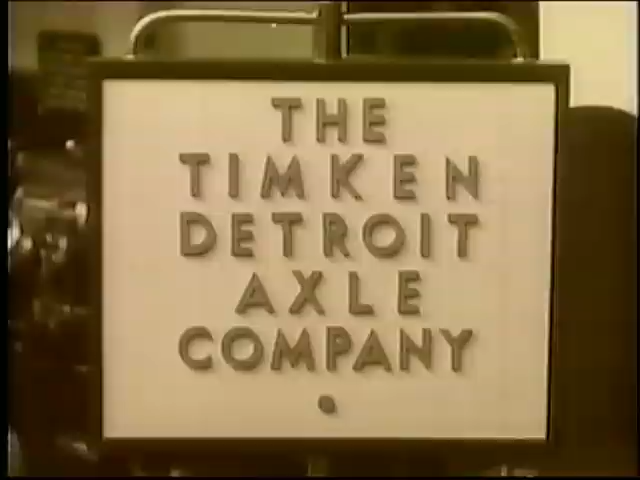 THE
TIMKEN
DETROIT
AXLE
COMPANY